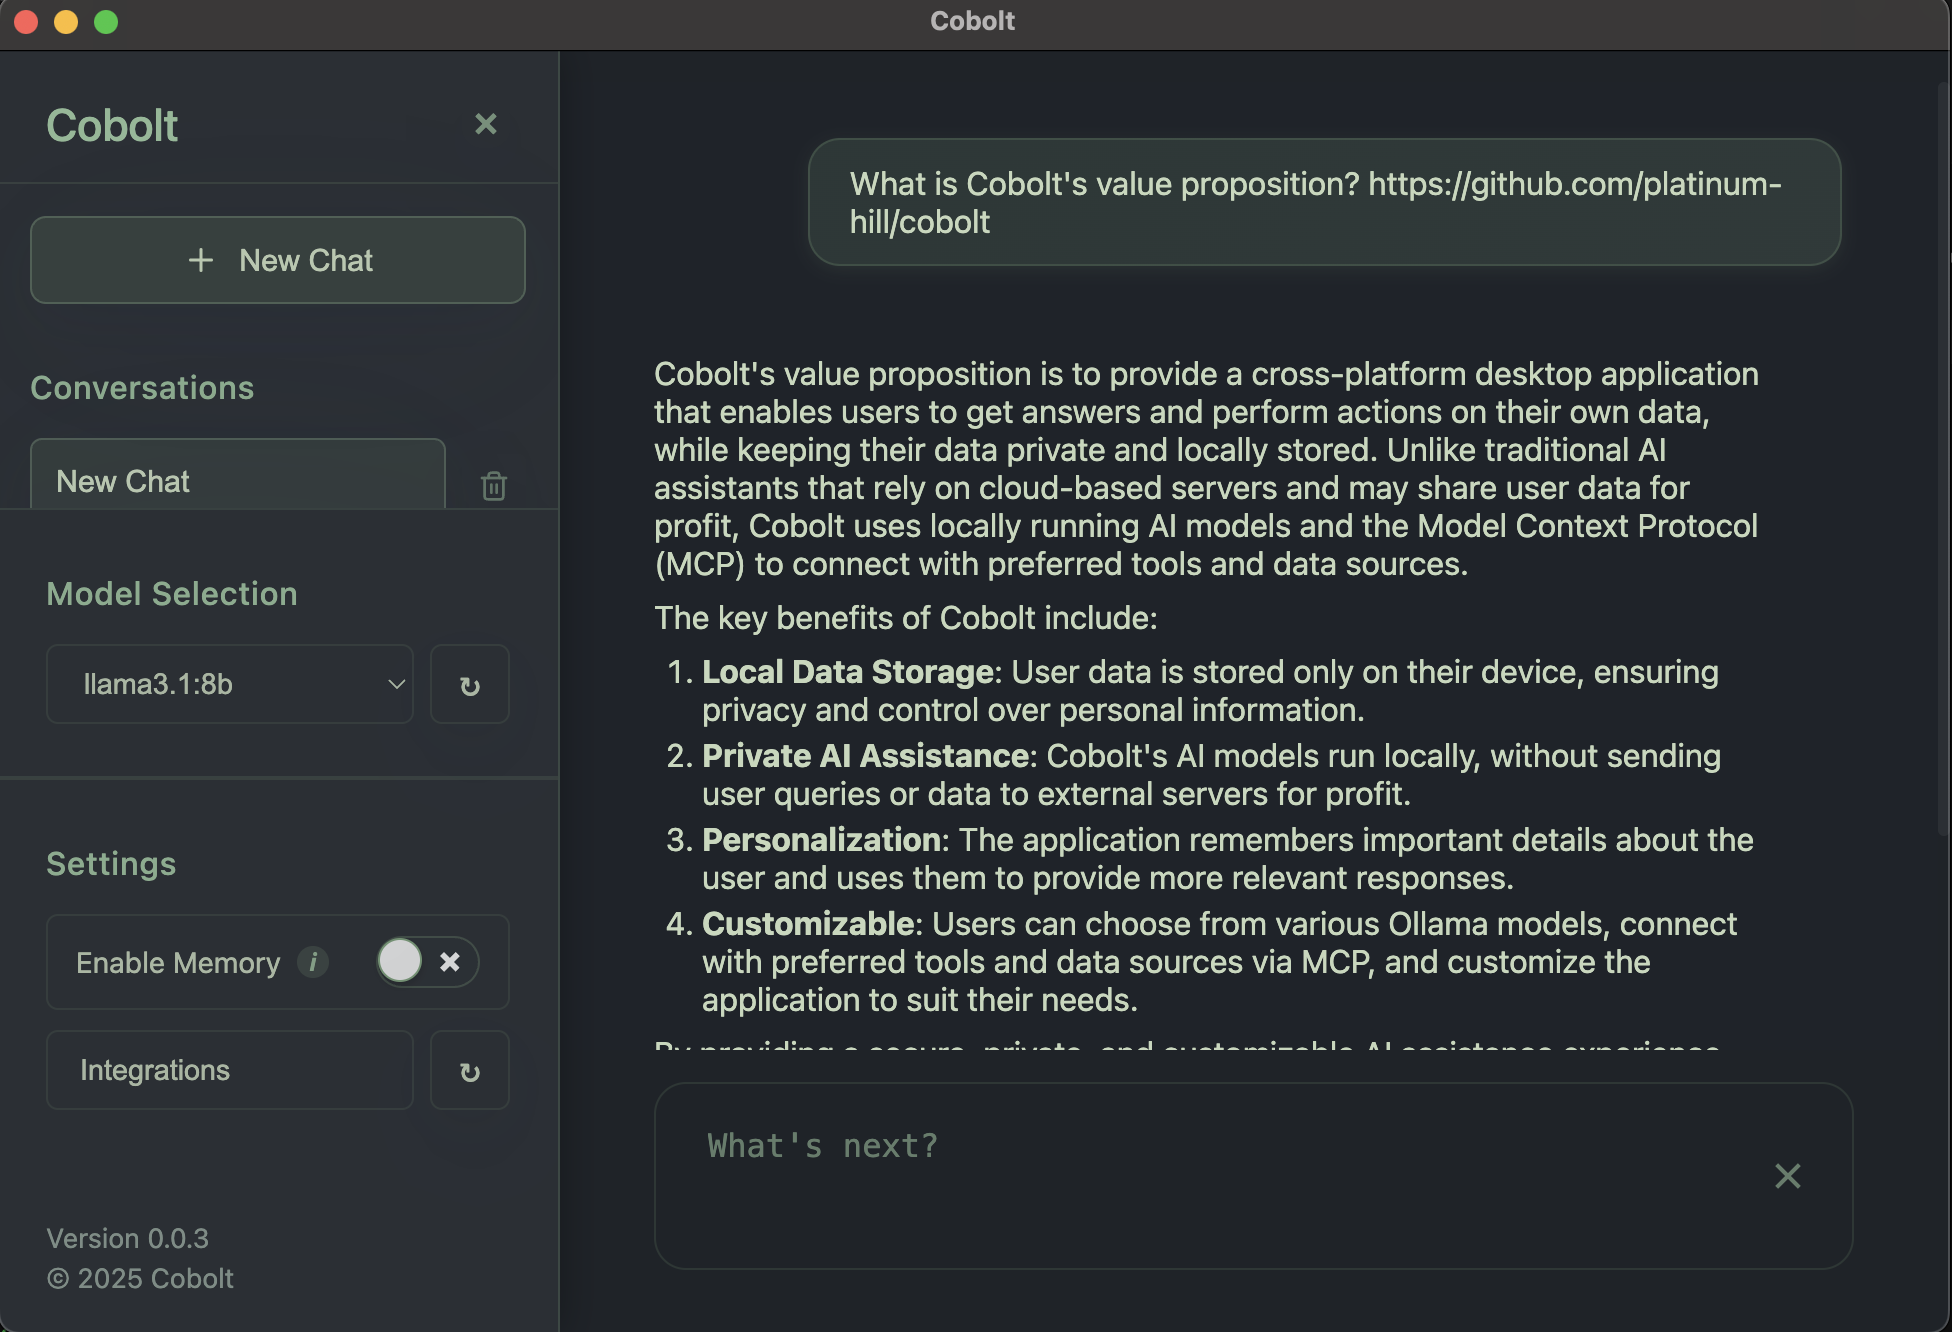 Cobolt
Cobolt
New Chat
Conversations
New Chat
Model Selection
llama3.1:8b
Settings
Enable Memory i
Integrations
Version 0.0.3
© 2025 Cobolt
What is Cobolt's value proposition? https://github.com/platinum-
hill/cobolt
Cobolt's value proposition is to provide a cross-platform desktop application
that enables users to get answers and perform actions on their own data,
while keeping their data private and locally stored. Unlike traditional AI
assistants that rely on cloud-based servers and may share user data for
profit, Cobolt uses locally running AI models and the Model Context Protocol
(MCP) to connect with preferred tools and data sources.
The key benefits of Cobolt include:
1. Local Data Storage: User data is stored only on their device, ensuring
privacy and control over personal information.
2. Private AI Assistance: Cobolt's AI models run locally, without sending
user queries or data to external servers for profit.
3. Personalization: The application remembers important details about the
user and uses them to provide more relevant responses.
4. Customizable: Users can choose from various Ollama models, connect
with preferred tools and data sources via MCP, and customize the
application to suit their needs.
By providing a secure, private, and customizable AI assistance experience
What's next?